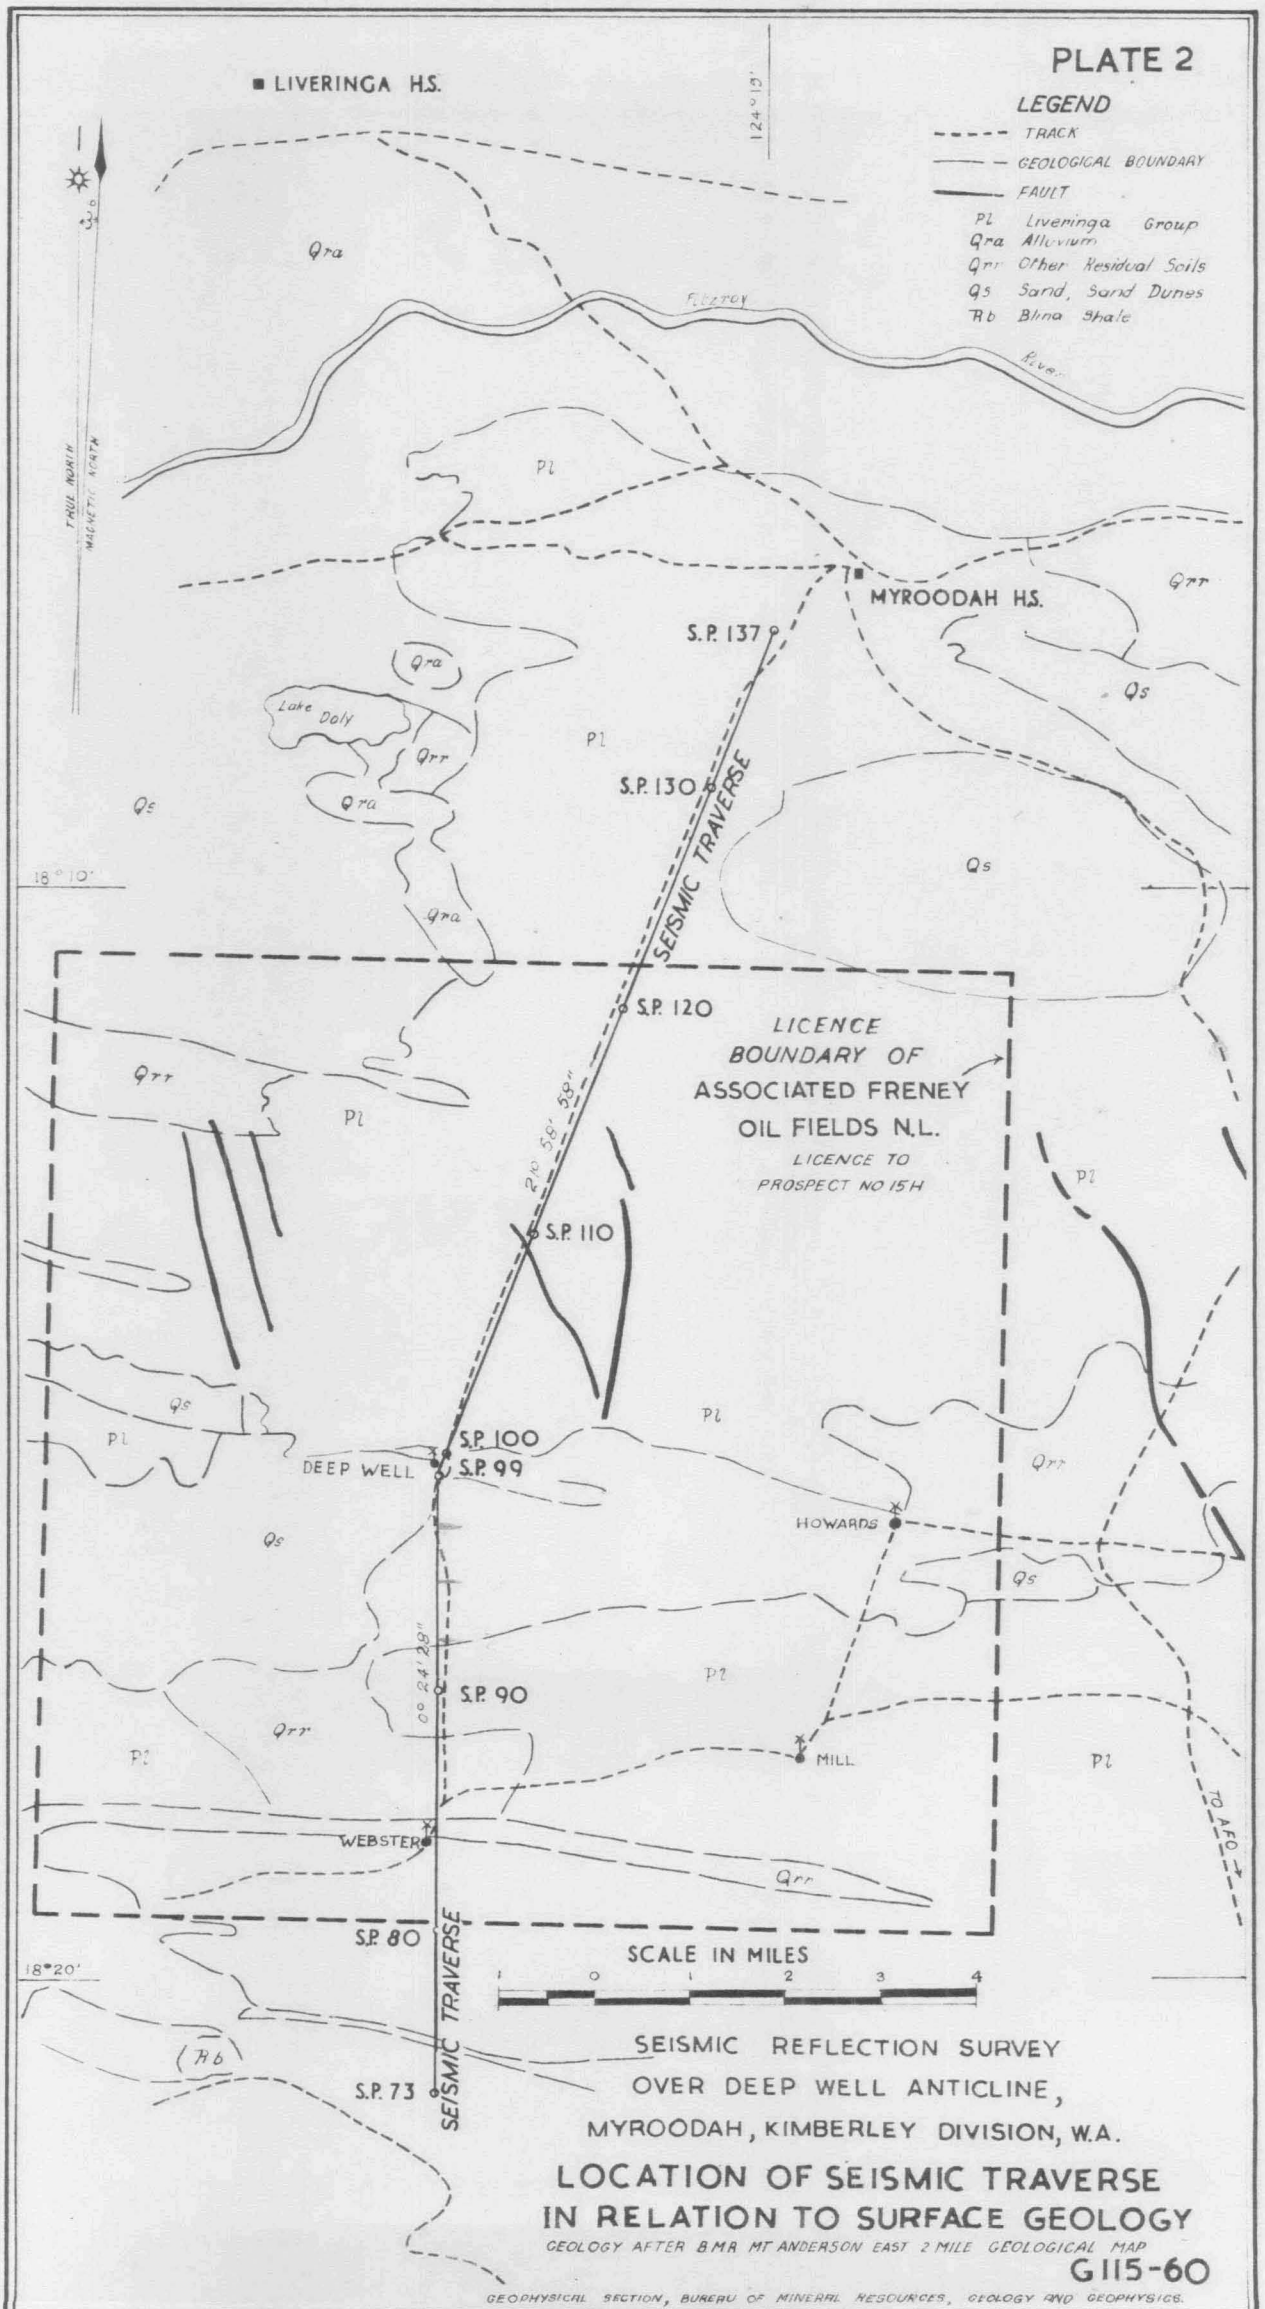 PLATE 2
LEGEND
TRACK
GEOLOGICAL BOUNDARY
FAULT
Pl Liveringa Group
Qra Alluvium
Qrr Other Residual Soils
Qs Sand, Sand Dunes
Rb Blina Shale
LIVERINGA H.S.
124°15'
3°
TRUE NORTH
MAGNETIC NORTH
Qra
Fitzroy
River
Pl
MYROODAH H.S.
Qrr
S.P. 137
Qra
Lake
Daly
Qs
Pl
Qrr
S.P. 130
Qra
Qs
SEISMIC TRAVERSE
Qs
18°10'
Qra
S.P. 120
LICENCE
BOUNDARY OF
ASSOCIATED FRENEY
OIL FIELDS N.L.
LICENCE TO
PROSPECT NO 15H
Qrr
Pl
210° 58' 58"
Pl
S.P. 110
Qs
Pl
Pl
S.P. 100
DEEP WELL
S.P. 99
Qrr
HOWARDS
Qs
Qs
0° 24' 28"
Pl
S.P. 90
Qrr
Pl
MILL
Pl
TO AFO
WEBSTER
Qrr
S.P. 80
SCALE IN MILES
1 0 1 2 3 4
18°20'
SEISMIC TRAVERSE
(Rb)
S.P. 73
SEISMIC REFLECTION SURVEY
OVER DEEP WELL ANTICLINE,
MYROODAH, KIMBERLEY DIVISION, W.A.
LOCATION OF SEISMIC TRAVERSE
IN RELATION TO SURFACE GEOLOGY
GEOLOGY AFTER BMR MT ANDERSON EAST 2 MILE GEOLOGICAL MAP
G115-60
GEOPHYSICAL SECTION, BUREAU OF MINERAL RESOURCES, GEOLOGY AND GEOPHYSICS.